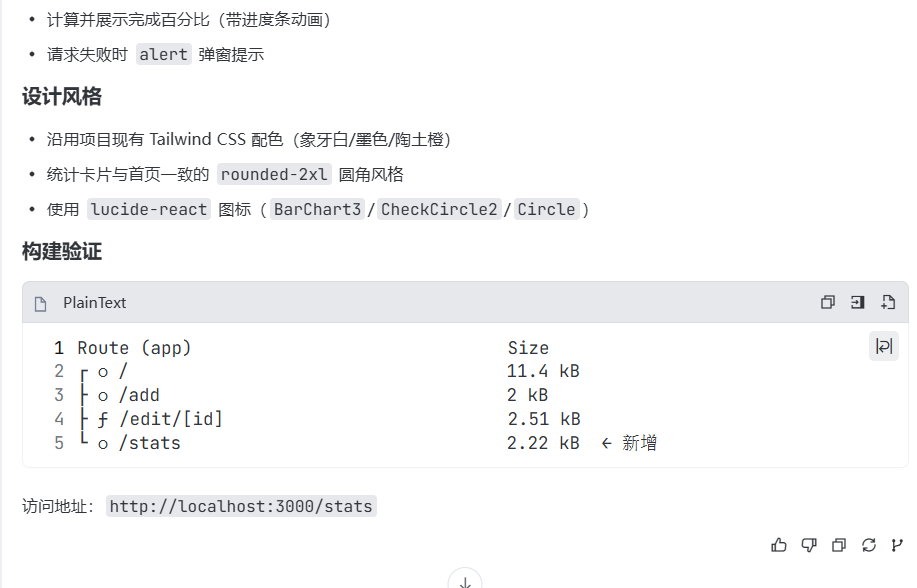 • 计算并展示完成百分比（带进度条动画）
• 请求失败时 alert 弹窗提示
设计风格
• 沿用项目现有 Tailwind CSS 配色（象牙白/墨色/陶土橙）
• 统计卡片与首页一致的 rounded-2xl 圆角风格
• 使用 lucide-react 图标（BarChart3/CheckCircle2/Circle）
构建验证
PlainText
1 Route (app) Size
2 ┌ ○ / 11.4 kB
3 ├ ○ /add 2 kB
4 ├ ƒ /edit/[id] 2.51 kB
5 └ ○ /stats 2.22 kB ← 新增
访问地址： http://localhost:3000/stats